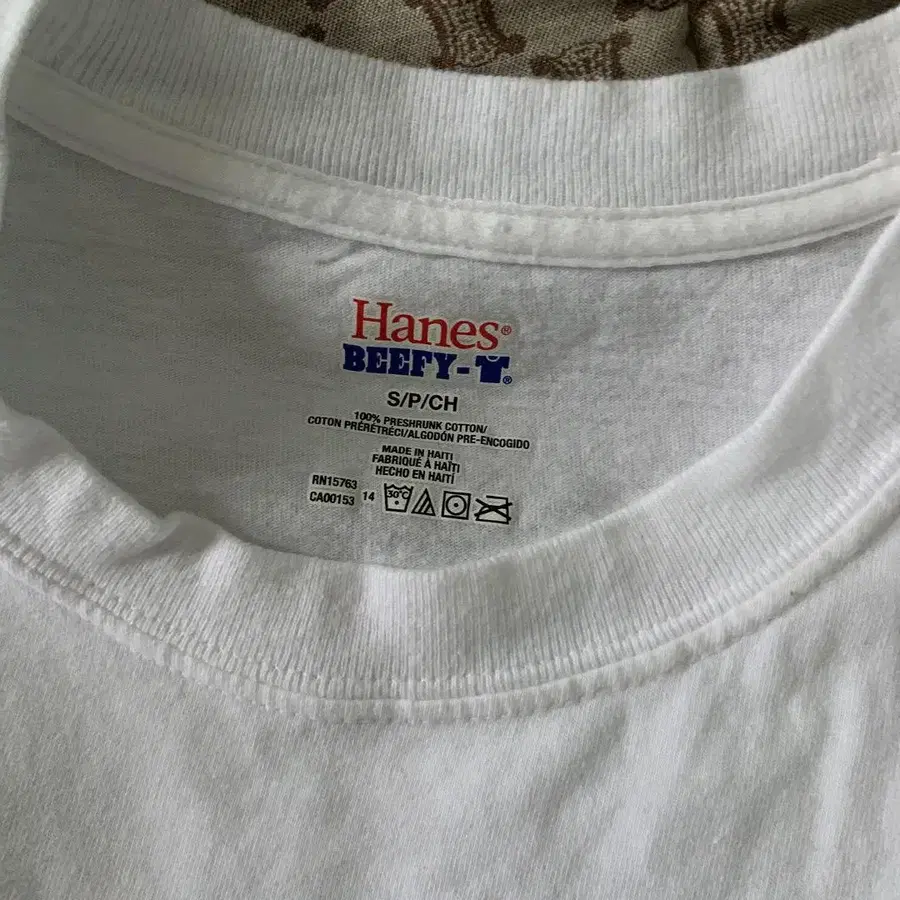 Hanes®
BEEFY-T®
S/P/CH
100% PRESHRUNK COTTON/
COTON PRÉRÉTRÉCI/ALGODÓN PRE-ENCOGIDO
MADE IN HAITI
FABRIQUÉ À HAÏTI
HECHO EN HAITÍ
RN15763
CA00153 14 30°C